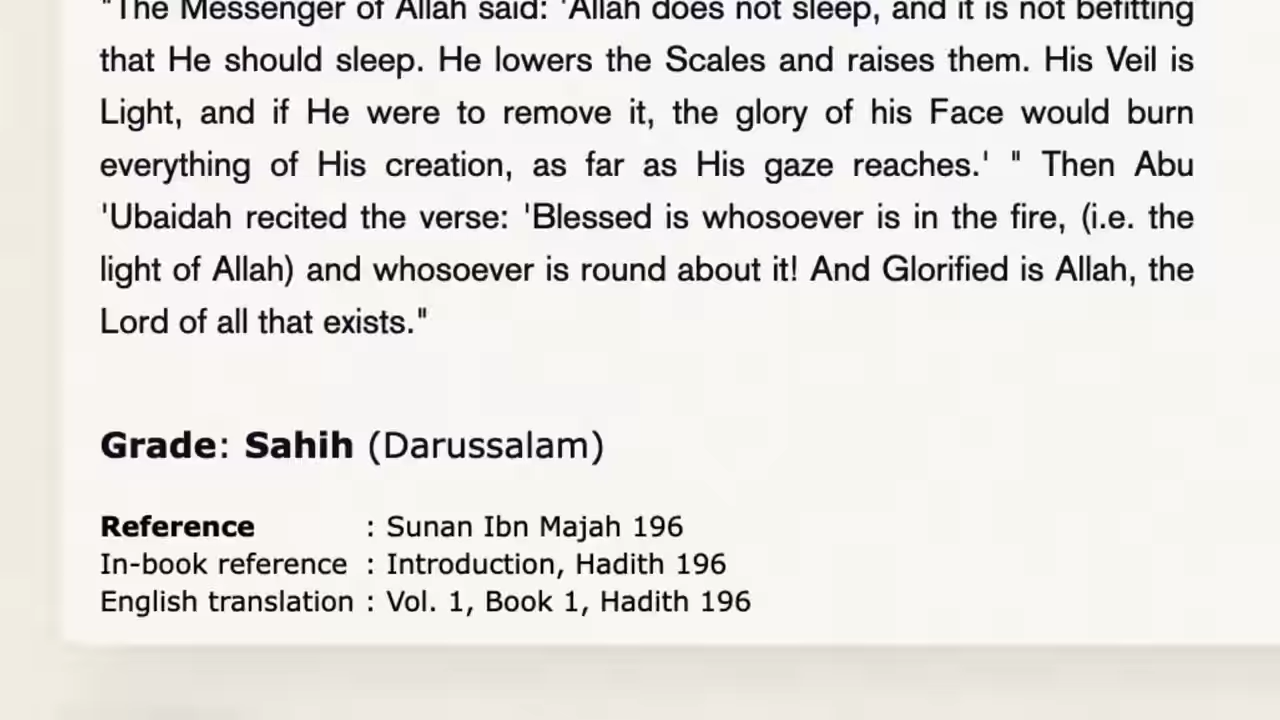 "The Messenger of Allah said: 'Allah does not sleep, and it is not befitting
that He should sleep. He lowers the Scales and raises them. His Veil is
Light, and if He were to remove it, the glory of his Face would burn
everything of His creation, as far as His gaze reaches.' " Then Abu
'Ubaidah recited the verse: 'Blessed is whosoever is in the fire, (i.e. the
light of Allah) and whosoever is round about it! And Glorified is Allah, the
Lord of all that exists."
Grade: Sahih (Darussalam)
Reference : Sunan Ibn Majah 196
In-book reference : Introduction, Hadith 196
English translation : Vol. 1, Book 1, Hadith 196